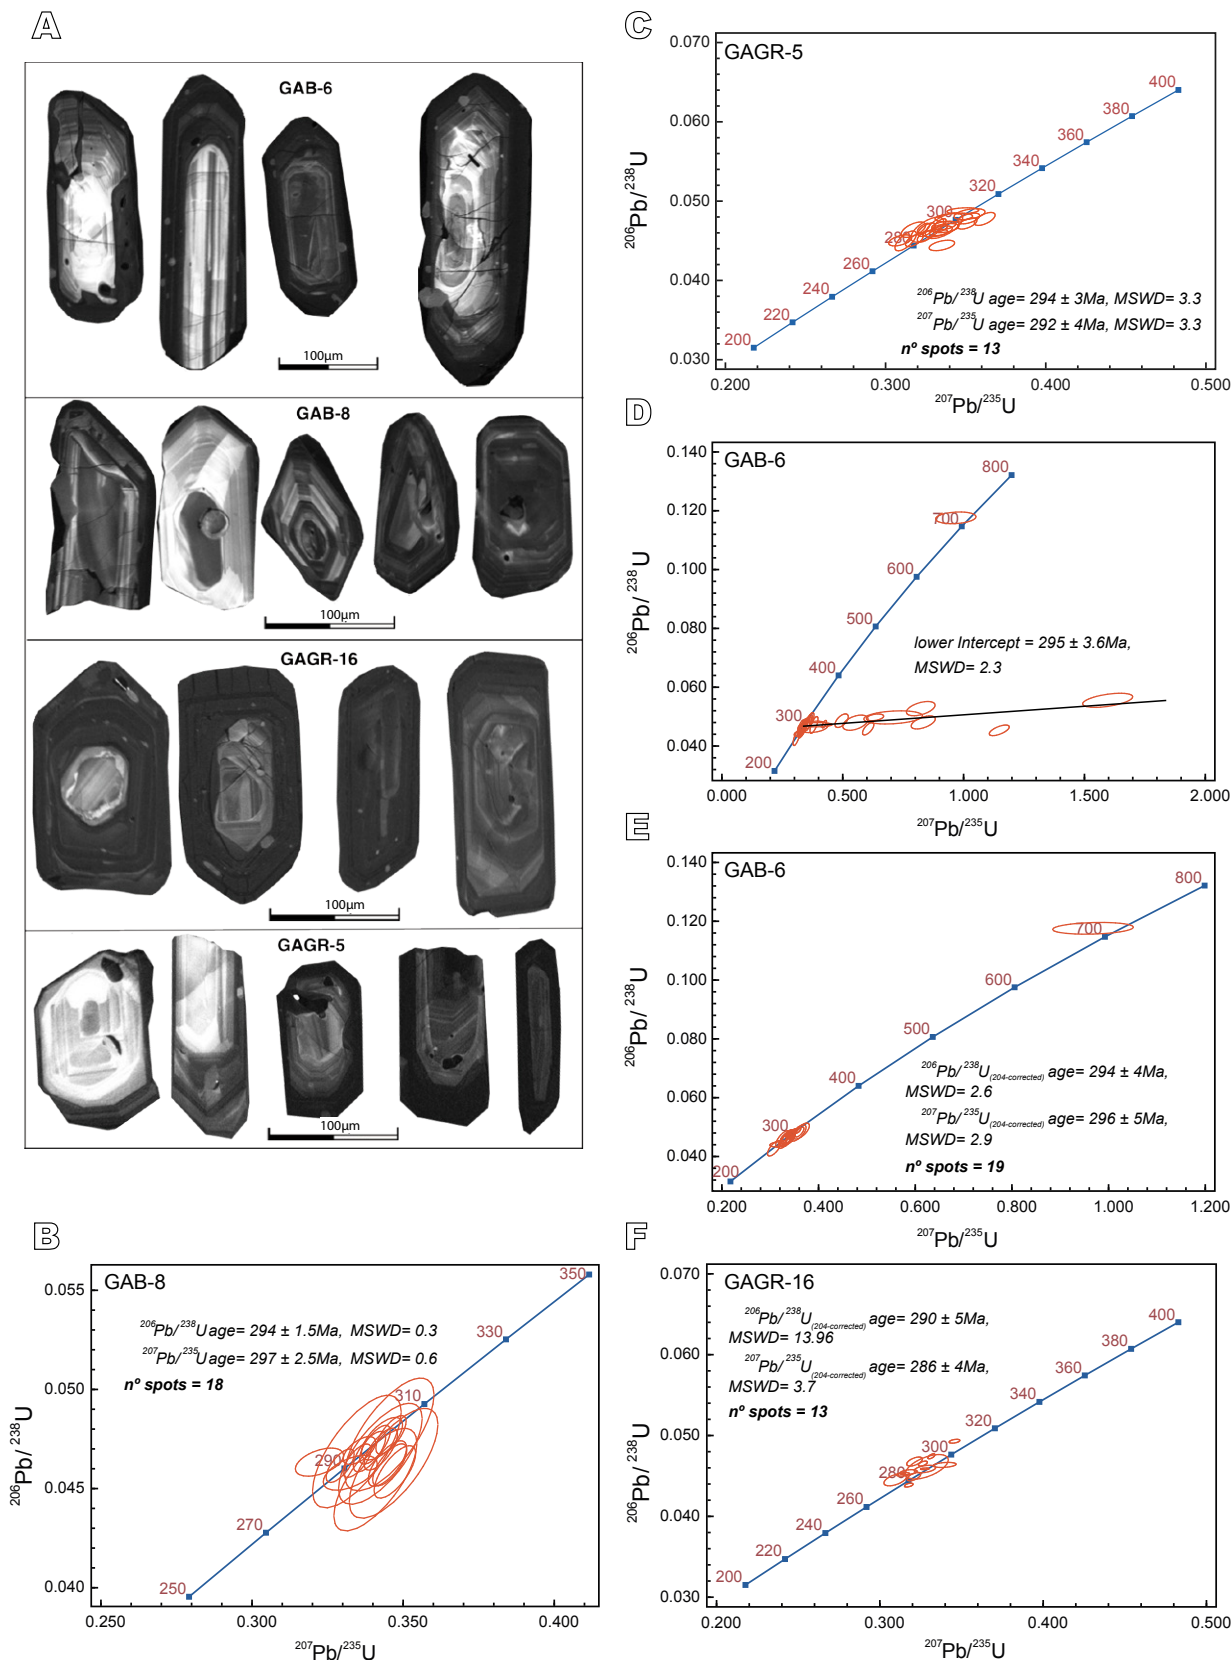 A
GAB-6
100µm
GAB-8
100µm
GAGR-16
100µm
GAGR-5
100µm
B
GAB-8
206Pb/238U age= 294 ± 1.5Ma, MSWD= 0.3
207Pb/235U age= 297 ± 2.5Ma, MSWD= 0.6
nº spots = 18
350
330
310
290
270
250
0.055
0.050
0.045
0.040
206Pb/238U
0.250 0.300 0.350 0.400
207Pb/235U
C
GAGR-5
0.070
0.060
0.050
0.040
0.030
206Pb/238U
400
380
360
340
320
300
280
260
240
220
200
206Pb/238U age= 294 ± 3Ma, MSWD= 3.3
207Pb/235U age= 292 ± 4Ma, MSWD= 3.3
nº spots = 13
0.200 0.300 0.400 0.500
207Pb/235U
D
GAB-6
0.140
0.120
0.100
0.080
0.060
0.040
206Pb/238U
800
700
600
500
400
300
200
lower Intercept = 295 ± 3.6Ma,
MSWD= 2.3
0.000 0.500 1.000 1.500 2.000
207Pb/235U
E
GAB-6
0.140
0.120
0.100
0.080
0.060
0.040
206Pb/238U
800
700
600
500
400
300
200
206Pb/238U(204-corrected) age= 294 ± 4Ma,
MSWD= 2.6
207Pb/235U(204-corrected) age= 296 ± 5Ma,
MSWD= 2.9
nº spots = 19
0.200 0.400 0.600 0.800 1.000 1.200
207Pb/235U
F
GAGR-16
0.070
0.060
0.050
0.040
0.030
206Pb/238U
206Pb/238U(204-corrected) age= 290 ± 5Ma,
MSWD= 13.96
207Pb/235U(204-corrected) age= 286 ± 4Ma,
MSWD= 3.7
nº spots = 13
400
380
360
340
320
300
280
260
240
220
200
0.200 0.300 0.400 0.500
207Pb/235U